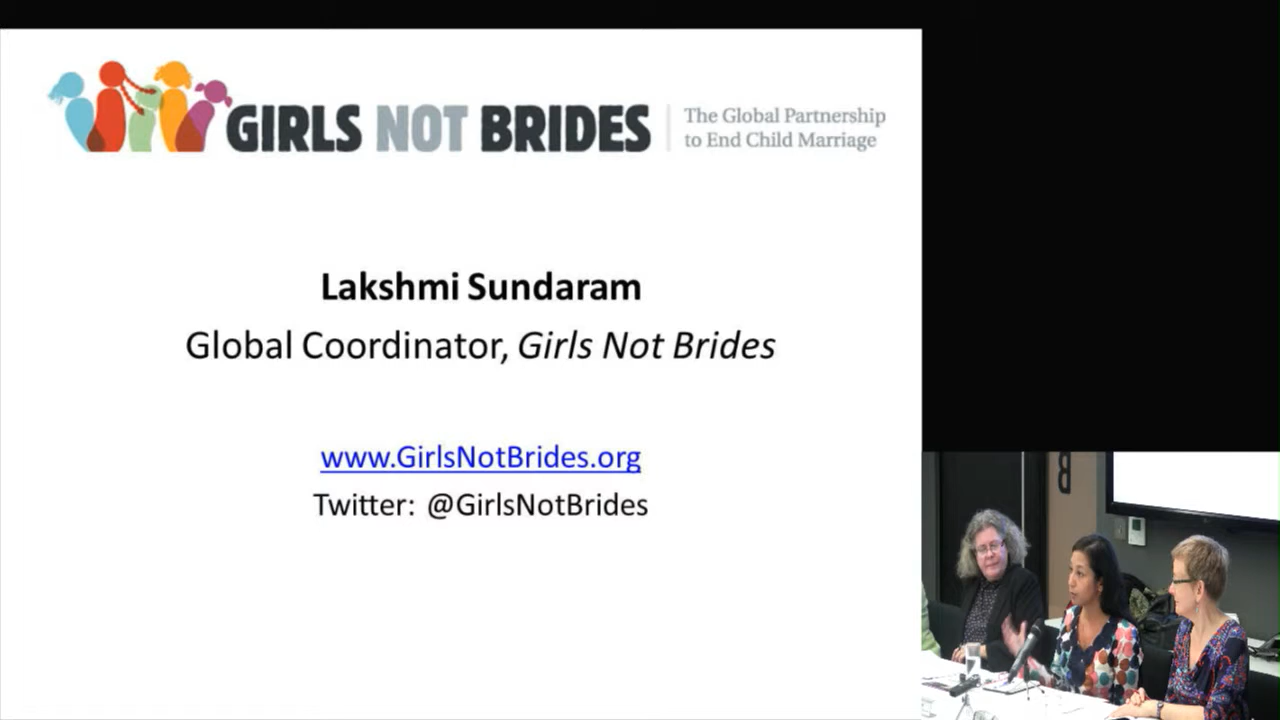 GIRLS NOT BRIDES
The Global Partnership
to End Child Marriage
Lakshmi Sundaram
Global Coordinator, Girls Not Brides
www.GirlsNotBrides.org
Twitter: @GirlsNotBrides
B